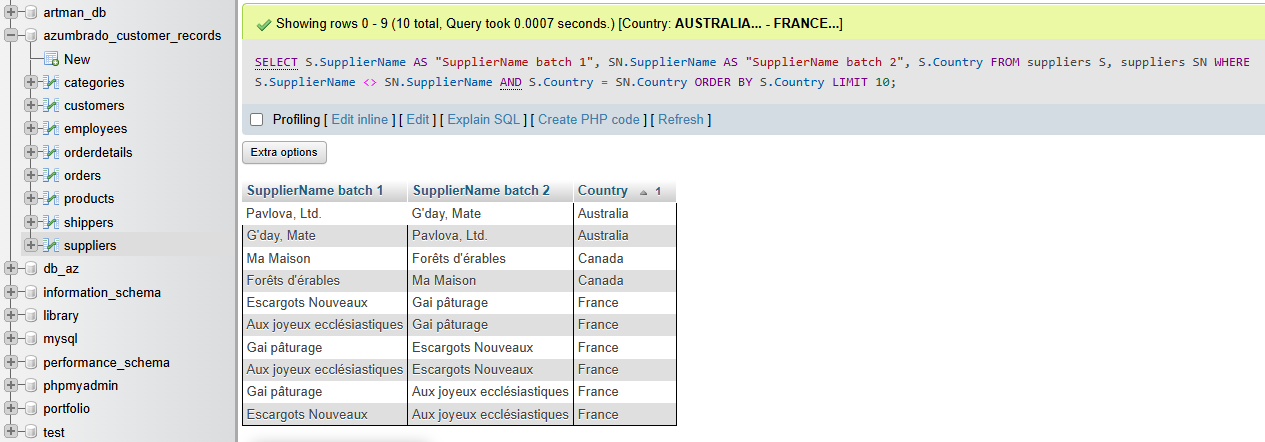 artman_db
azumbrado_customer_records
New
categories
customers
employees
orderdetails
orders
products
shippers
suppliers
db_az
information_schema
library
mysql
performance_schema
phpmyadmin
portfolio
test
Showing rows 0 - 9 (10 total, Query took 0.0007 seconds.) [Country: AUSTRALIA... - FRANCE...]
SELECT S.SupplierName AS "SupplierName batch 1", SN.SupplierName AS "SupplierName batch 2", S.Country FROM suppliers S, suppliers SN WHERE
S.SupplierName <> SN.SupplierName AND S.Country = SN.Country ORDER BY S.Country LIMIT 10;
Profiling [ Edit inline ] [ Edit ] [ Explain SQL ] [ Create PHP code ] [ Refresh ]
Extra options
SupplierName batch 1 SupplierName batch 2 Country 1
Pavlova, Ltd. G'day, Mate Australia
G'day, Mate Pavlova, Ltd. Australia
Ma Maison Forêts d'érables Canada
Forêts d'érables Ma Maison Canada
Escargots Nouveaux Gai pâturage France
Aux joyeux ecclésiastiques Gai pâturage France
Gai pâturage Escargots Nouveaux France
Aux joyeux ecclésiastiques Escargots Nouveaux France
Gai pâturage Aux joyeux ecclésiastiques France
Escargots Nouveaux Aux joyeux ecclésiastiques France